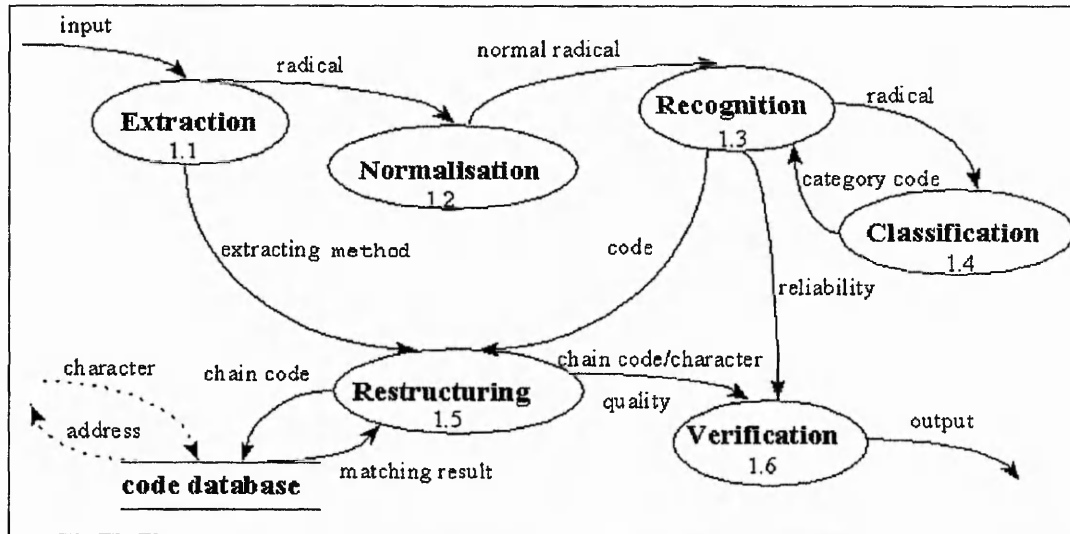 input
radical
normal radical
Extraction
1.1
Recognition
1.3
radical
Normalisation
1.2
category code
Classification
1.4
extracting method
code
reliability
character
chain code
Restructuring
1.5
chain code/character
quality
address
matching result
Verification
1.6
output
code database